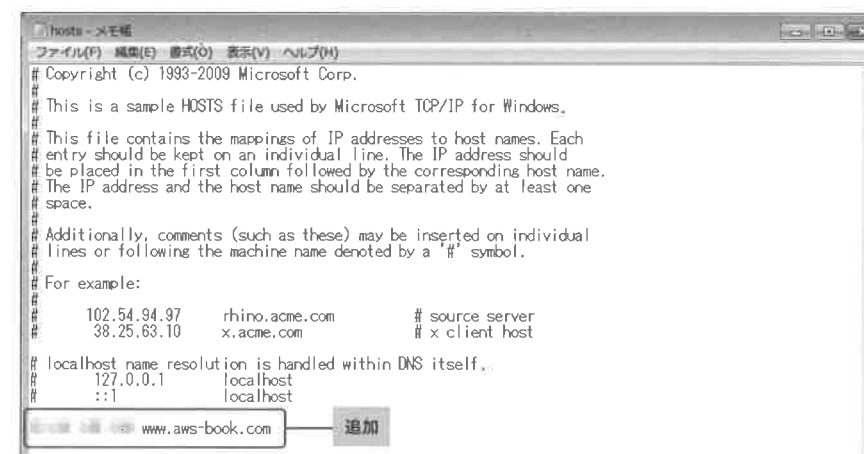 hosts - メモ帳
ファイル(F) 編集(E) 書式(O) 表示(V) ヘルプ(H)
# Copyright (c) 1993-2009 Microsoft Corp.
#
# This is a sample HOSTS file used by Microsoft TCP/IP for Windows.
#
# This file contains the mappings of IP addresses to host names. Each
# entry should be kept on an individual line. The IP address should
# be placed in the first column followed by the corresponding host name.
# The IP address and the host name should be separated by at least one
# space.
#
# Additionally, comments (such as these) may be inserted on individual
# lines or following the machine name denoted by a '#' symbol.
#
# For example:
#
# 102.54.94.97 rhino.acme.com # source server
# 38.25.63.10 x.acme.com # x client host
# localhost name resolution is handled within DNS itself.
# 127.0.0.1 localhost
# ::1 localhost
www.aws-book.com 追加